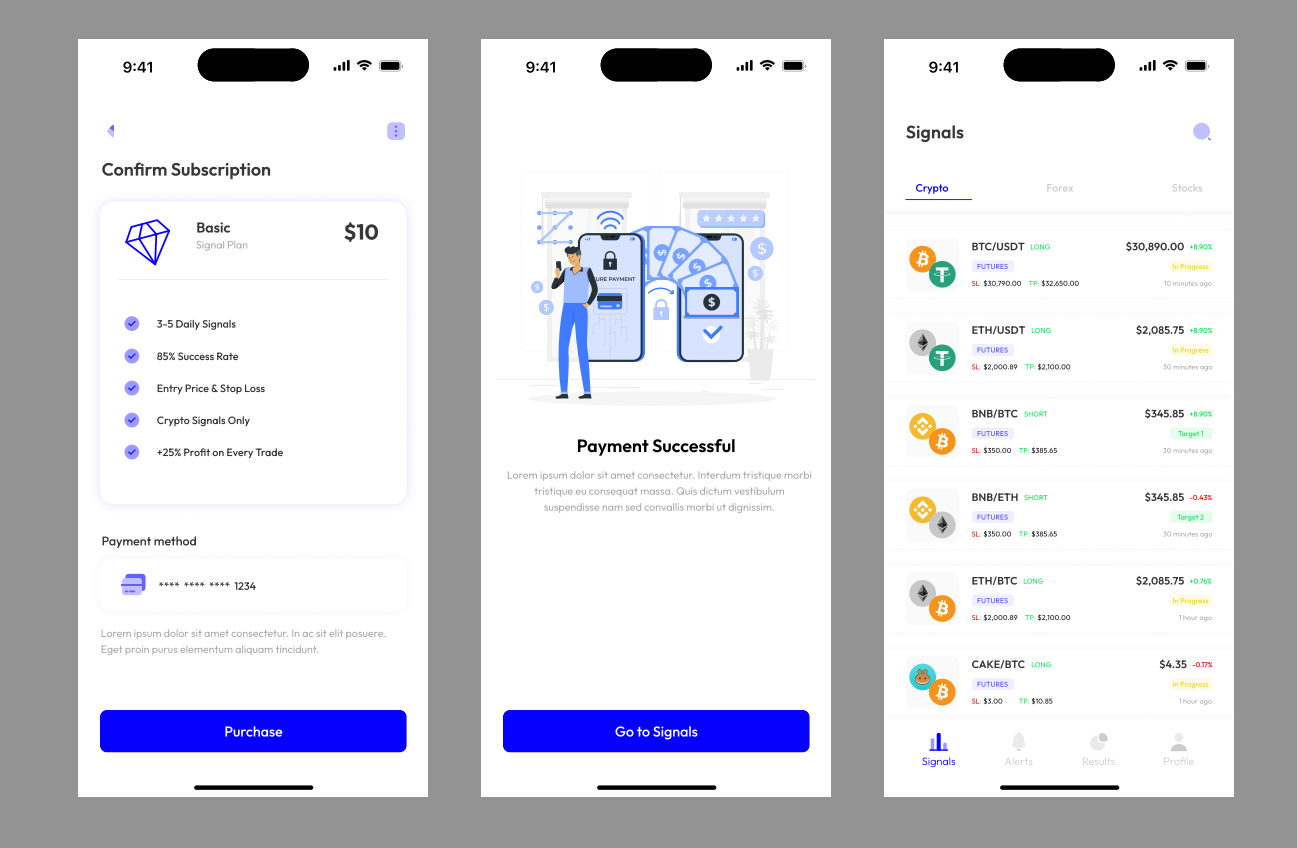 9:41
Confirm Subscription
Basic
$10
Signal Plan
3-5 Daily Signals
85% Success Rate
Entry Price & Stop Loss
Crypto Signals Only
+25% Profit on Every Trade
Payment method
**** **** **** 1234
Lorem ipsum dolor sit amet consectetur. In ac sit elit posuere.
Eget proin purus elementum aliquam tincidunt.
Purchase
9:41
URE PAYMENT
Payment Successful
Lorem ipsum dolor sit amet consectetur. Interdum tristique morbi
tristique eu consequat massa. Quis dictum vestibulum
suspendisse nam sed convallis morbi ut dignissim.
Go to Signals
9:41
Signals
Crypto Forex Stocks
BTC/USDT LONG $30,890.00 +8.90%
FUTURES In Progress
SL: $30,790.00 TP: $32,650.00 10 minutes ago
ETH/USDT LONG $2,085.75 +8.90%
FUTURES In Progress
SL: $2,000.89 TP: $2,100.00 30 minutes ago
BNB/BTC SHORT $345.85 +8.90%
FUTURES Target 1
SL: $350.00 TP: $385.65 30 minutes ago
BNB/ETH SHORT $345.85 -0.43%
FUTURES Target 2
SL: $350.00 TP: $385.65 30 minutes ago
ETH/BTC LONG $2,085.75 +0.76%
FUTURES In Progress
SL: $2,000.89 TP: $2,100.00 1 hour ago
CAKE/BTC LONG $4.35 -0.17%
FUTURES In Progress
SL: $3.00 TP: $10.85 1 hour ago
Signals Alerts Results Profile